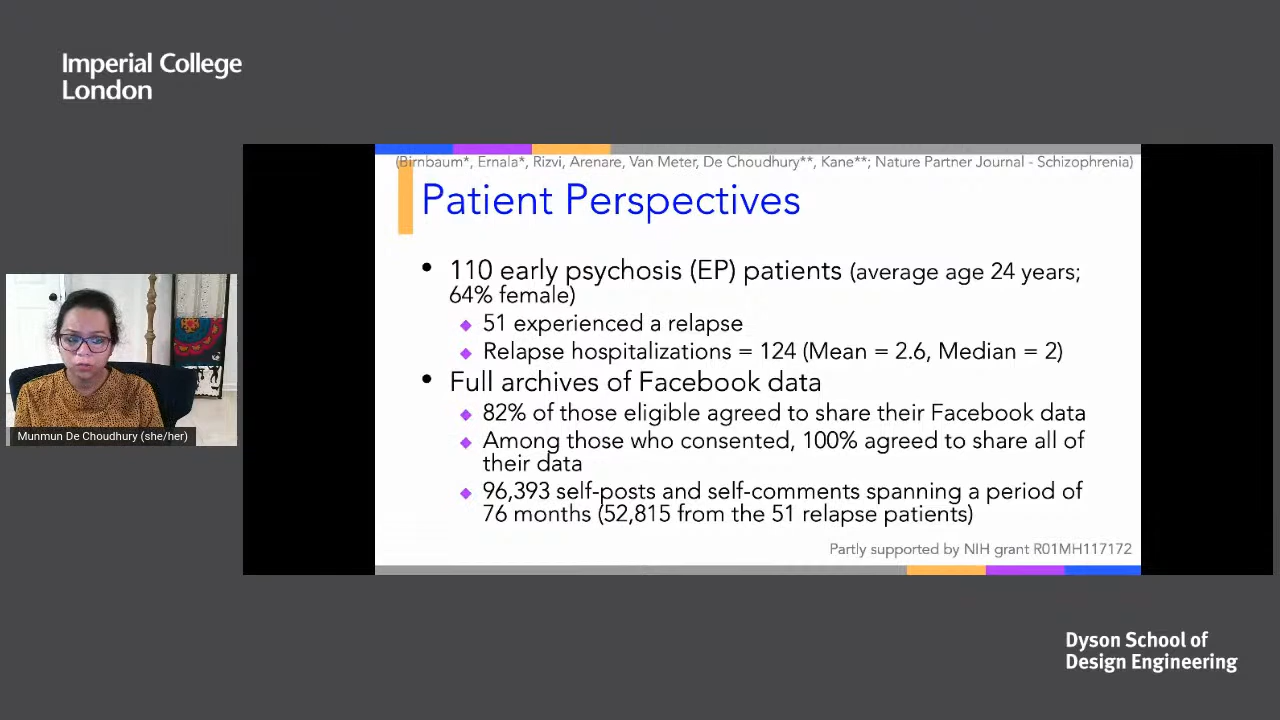 Imperial College
London
(Birnbaum*, Ernala*, Rizvi, Arenare, Van Meter, De Choudhury**, Kane**; Nature Partner Journal - Schizophrenia)
Patient Perspectives
• 110 early psychosis (EP) patients (average age 24 years;
64% female)
◆ 51 experienced a relapse
◆ Relapse hospitalizations = 124 (Mean = 2.6, Median = 2)
• Full archives of Facebook data
◆ 82% of those eligible agreed to share their Facebook data
◆ Among those who consented, 100% agreed to share all of
their data
◆ 96,393 self-posts and self-comments spanning a period of
76 months (52,815 from the 51 relapse patients)
Partly supported by NIH grant R01MH117172
Munmun De Choudhury (she/her)
Dyson School of
Design Engineering